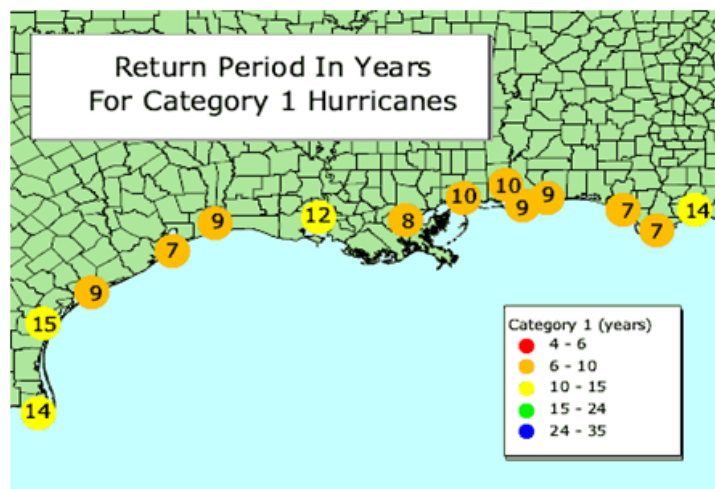 Return Period In Years
For Category 1 Hurricanes
10
10
9
9
14
12
9
8
7
7
7
9
15
14
Category 1 (years)
4 - 6
6 - 10
10 - 15
15 - 24
24 - 35